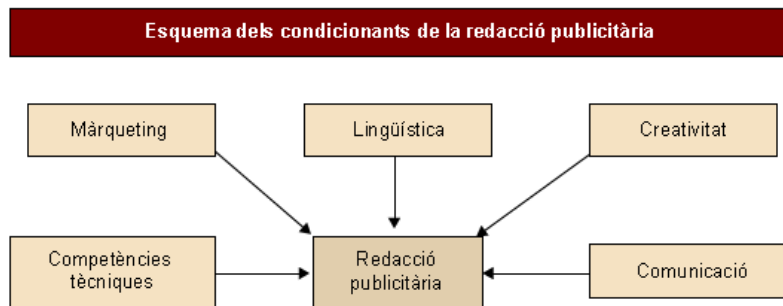 Esquema dels condicionants de la redacció publicitària
Màrqueting
Lingüística
Creativitat
Competències
tècniques
Redacció
publicitària
Comunicació